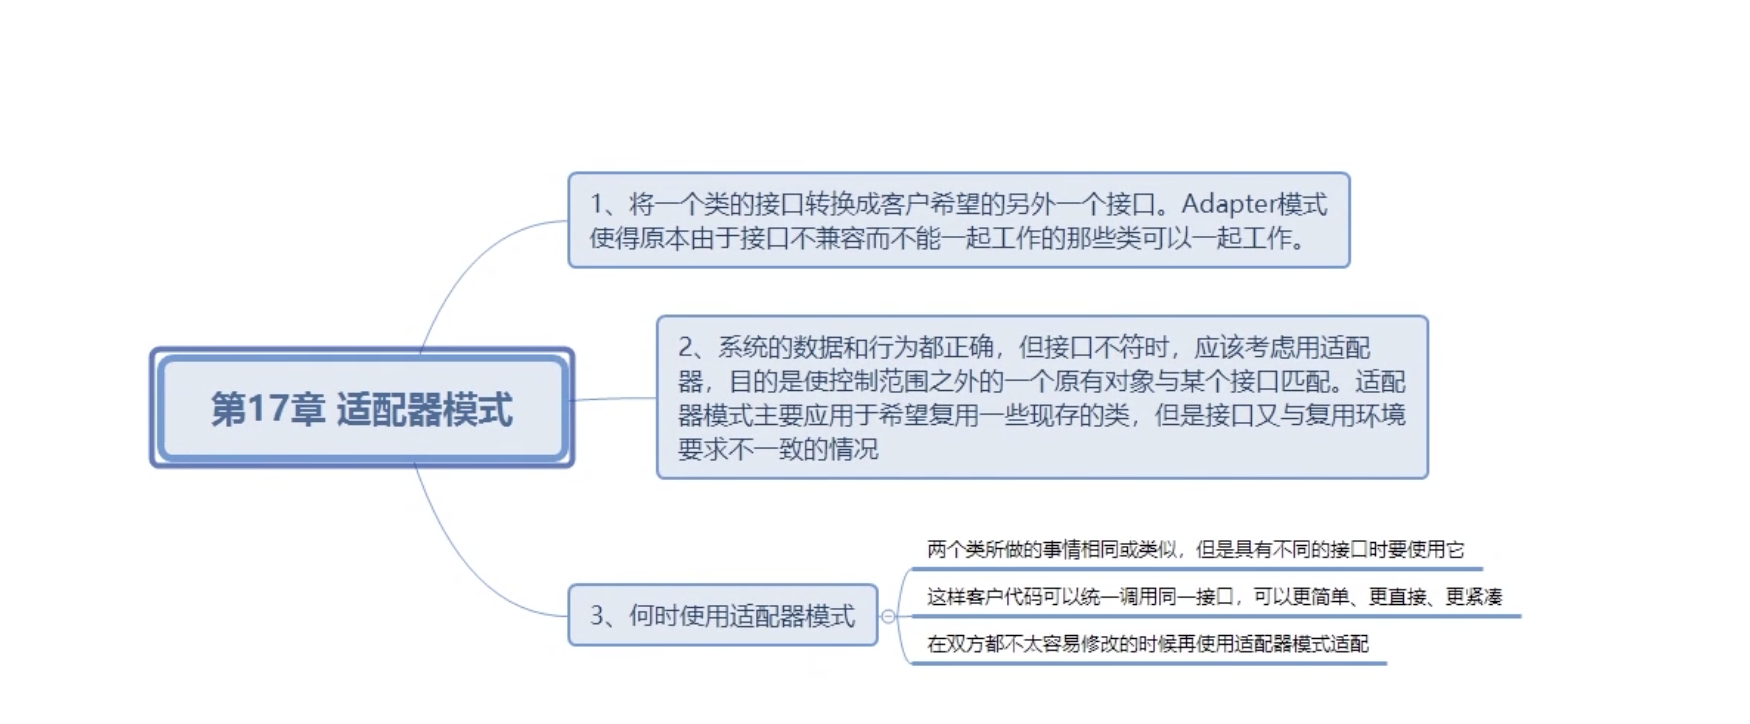 第17章 适配器模式
1、将一个类的接口转换成客户希望的另外一个接口。Adapter模式
使得原本由于接口不兼容而不能一起工作的那些类可以一起工作。
2、系统的数据和行为都正确，但接口不符时，应该考虑用适配
器，目的是使控制范围之外的一个原有对象与某个接口匹配。适配
器模式主要应用于希望复用一些现存的类，但是接口又与复用环境
要求不一致的情况
3、何时使用适配器模式
两个类所做的事情相同或类似，但是具有不同的接口时要使用它
这样客户代码可以统一调用同一接口，可以更简单、更直接、更紧凑
在双方都不太容易修改的时候再使用适配器模式适配